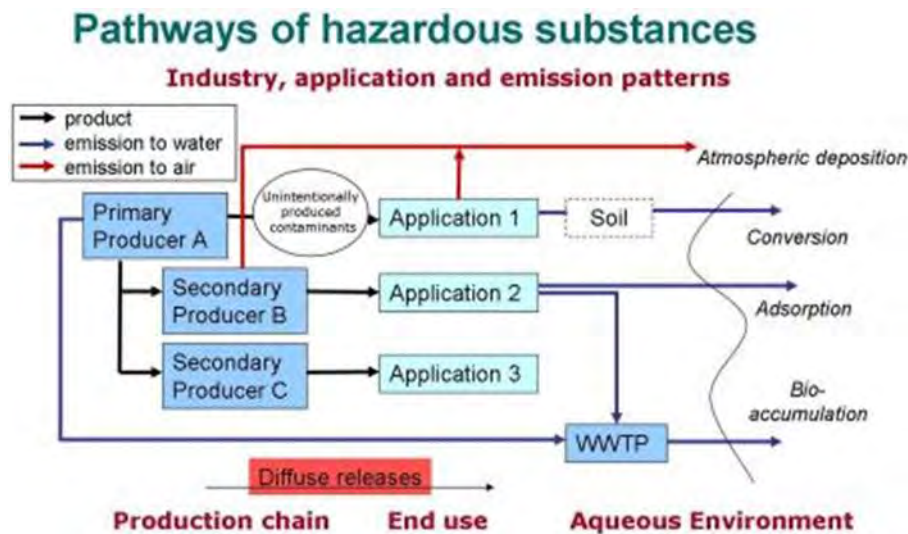 Pathways of hazardous substances
Industry, application and emission patterns
product
emission to water
emission to air
Atmospheric deposition
Primary
Producer A
Unintentionally
produced
contaminants
Application 1
Soil
Conversion
Secondary
Producer B
Application 2
Adsorption
Secondary
Producer C
Application 3
Bio-
accumulation
WWTP
Diffuse releases
Production chain
End use
Aqueous Environment